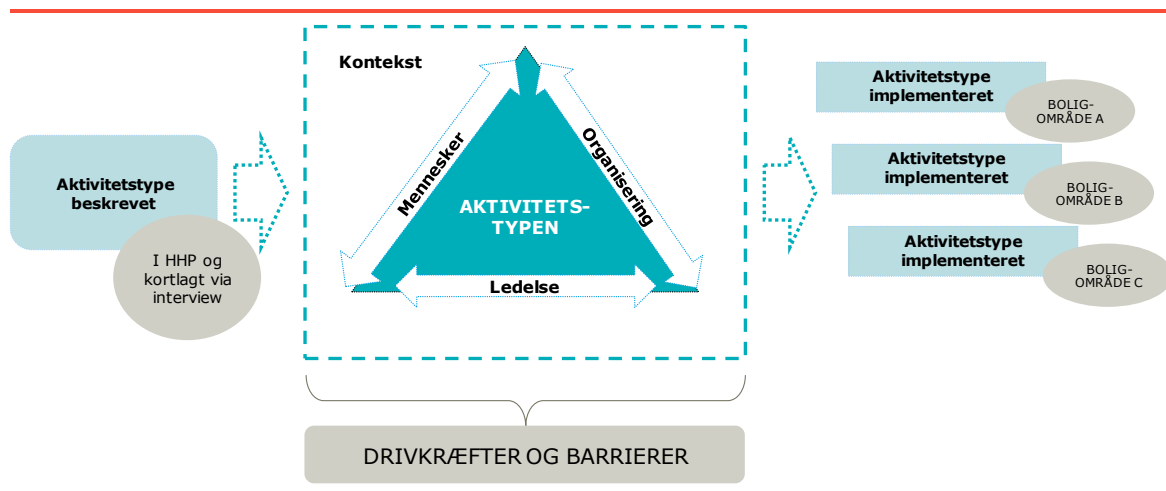 Aktivitetstype
beskrevet
I HHP og
kortlagt via
interview
Kontekst
Mennesker
Organisering
AKTIVITETS-
TYPEN
Ledelse
DRIVKRÆFTER OG BARRIERER
Aktivitetstype
implementeret
BOLIG-
OMRÅDE A
Aktivitetstype
implementeret
BOLIG-
OMRÅDE B
Aktivitetstype
implementeret
BOLIG-
OMRÅDE C